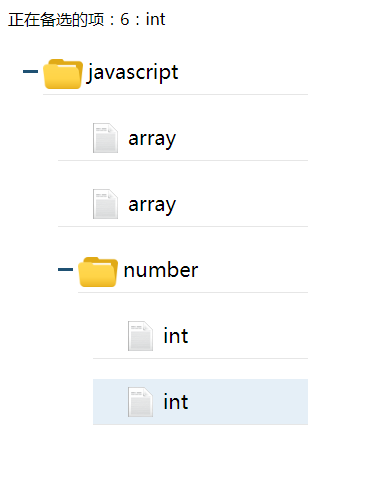 正在备选的项：6：int
javascript
array
array
number
int
int